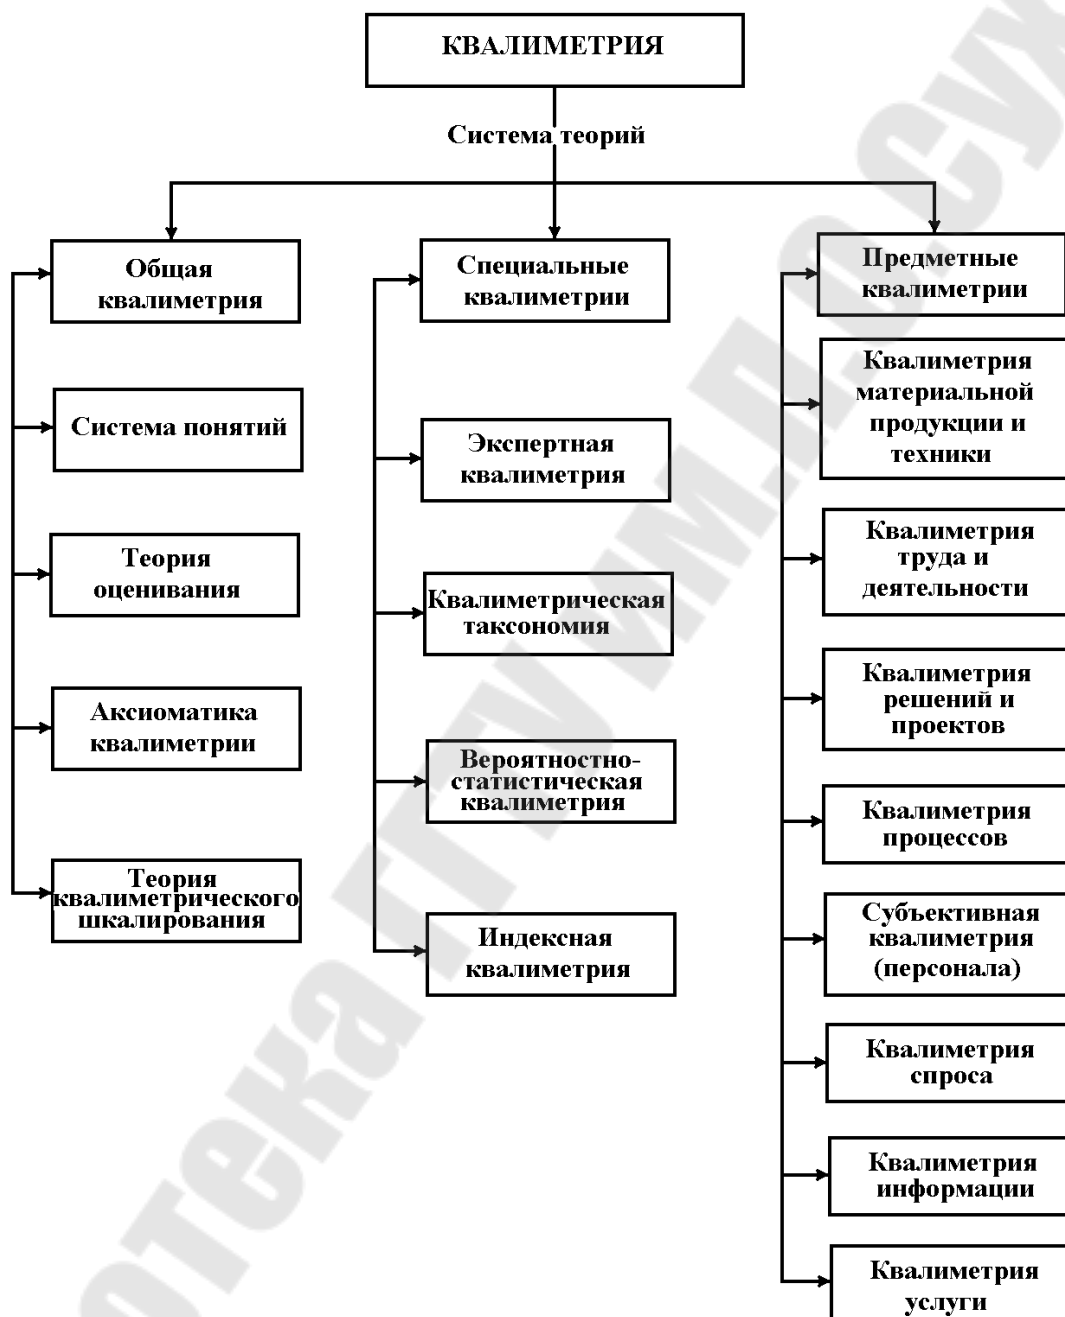 КВАЛИМЕТРИЯ
Система теорий
Общая
квалиметрия
Система понятий
Теория
оценивания
Аксиоматика
квалиметрии
Теория
квалиметрического
шкалирования
Специальные
квалиметрии
Экспертная
квалиметрия
Квалиметрическая
таксономия
Вероятностно-
статистическая
квалиметрия
Индексная
квалиметрия
Предметные
квалиметрии
Квалиметрия
материальной
продукции и
техники
Квалиметрия
труда и
деятельности
Квалиметрия
решений и
проектов
Квалиметрия
процессов
Субъективная
квалиметрия
(персонала)
Квалиметрия
спроса
Квалиметрия
информации
Квалиметрия
услуги
ГГТУ им.П.О.